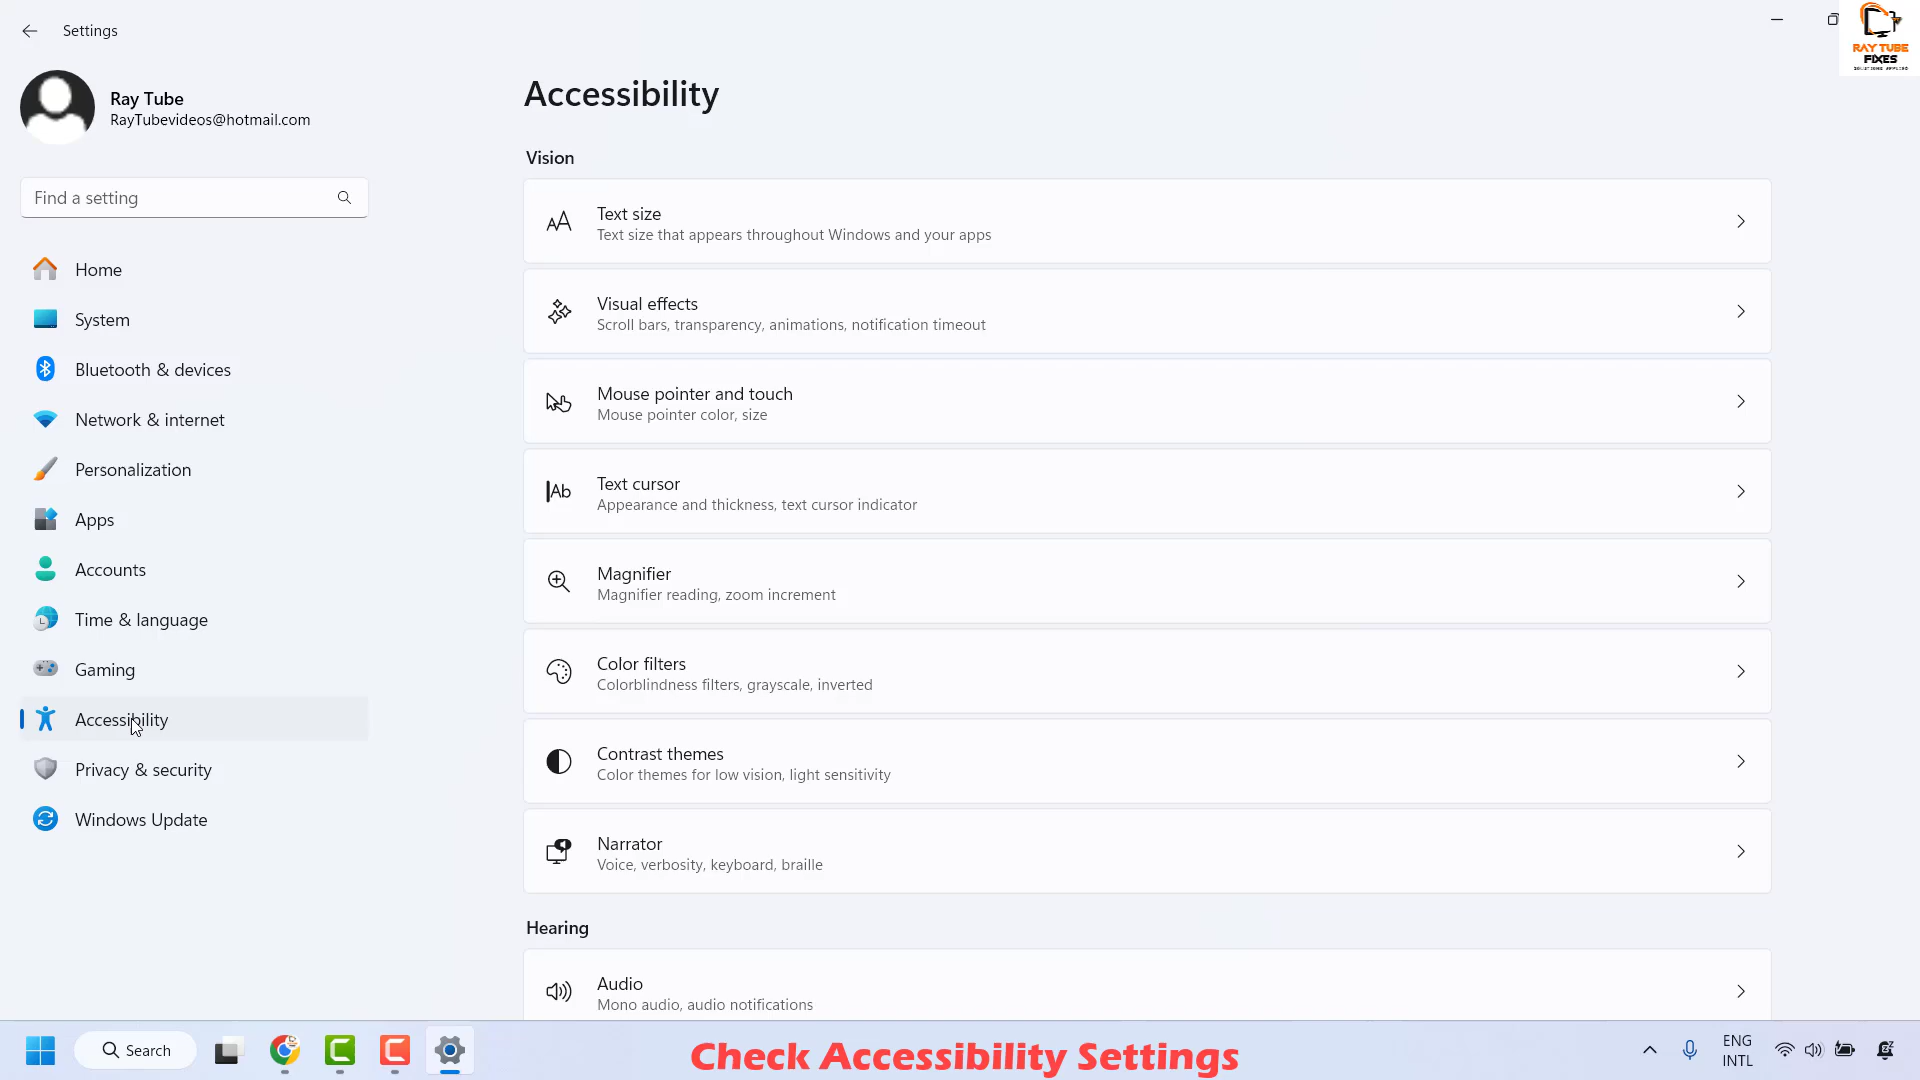 Settings
Ray Tube
RayTubevideos@hotmail.com
Find a setting
Home
System
Bluetooth & devices
Network & internet
Personalization
Apps
Accounts
Time & language
Gaming
Accessibility
Privacy & security
Windows Update
Accessibility
Vision
Text size
Text size that appears throughout Windows and your apps
Visual effects
Scroll bars, transparency, animations, notification timeout
Mouse pointer and touch
Mouse pointer color, size
Text cursor
Appearance and thickness, text cursor indicator
Magnifier
Magnifier reading, zoom increment
Color filters
Colorblindness filters, grayscale, inverted
Contrast themes
Color themes for low vision, light sensitivity
Narrator
Voice, verbosity, keyboard, braille
Hearing
Audio
Mono audio, audio notifications
RAY TUBE
FIXES
SOLUTIONS APPLIED
Search
Check Accessibility Settings
ENG
INTL